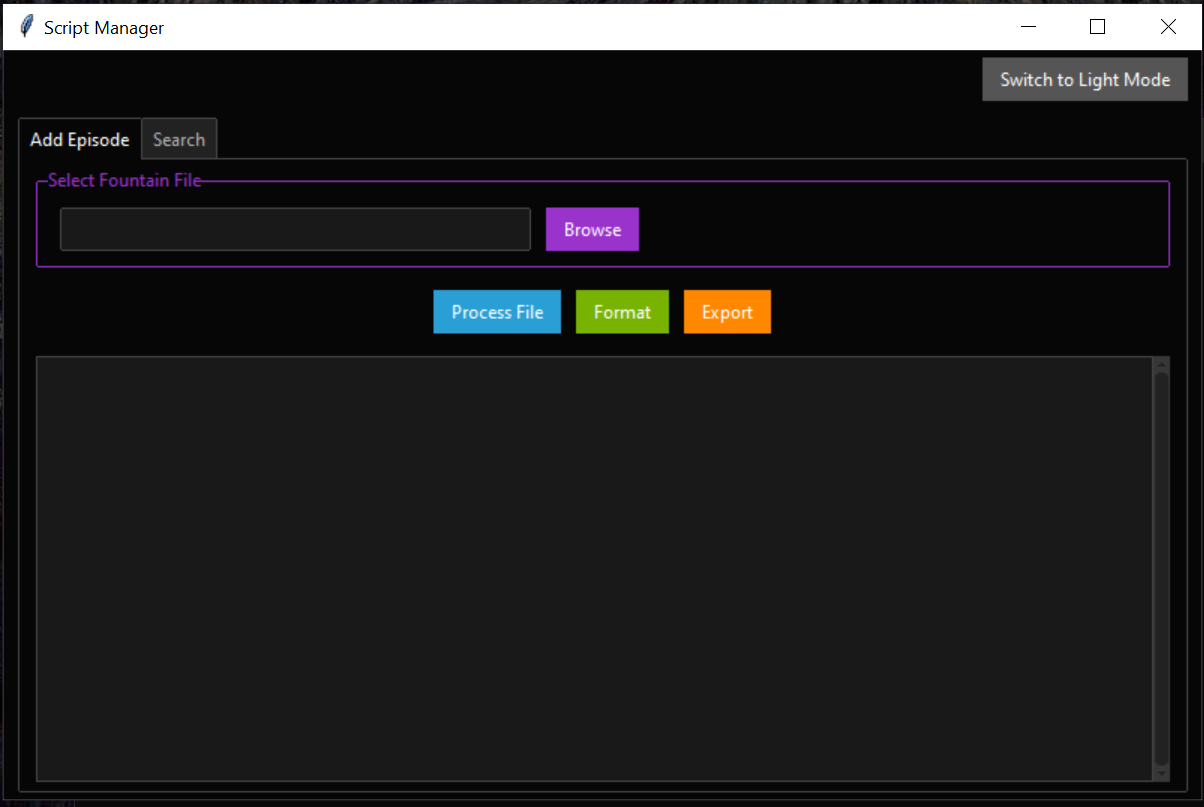 Script Manager
Switch to Light Mode
Add Episode Search
Select Fountain File
Browse
Process File Format Export